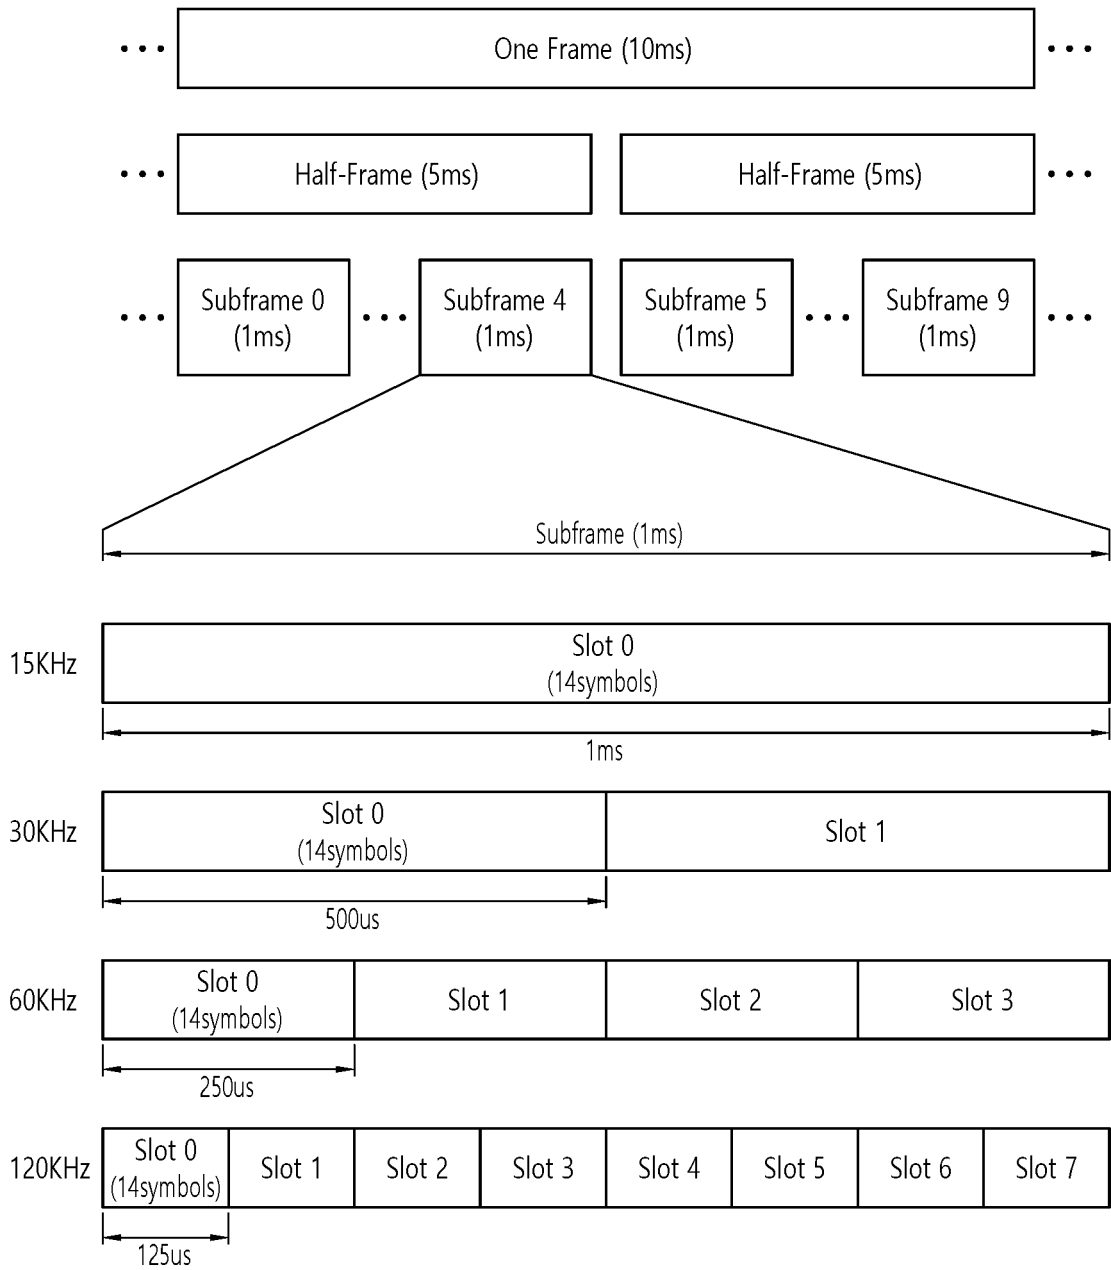 One Frame (10ms)
Half-Frame (5ms)
Half-Frame (5ms)
Subframe 0
(1ms)
Subframe 4
(1ms)
Subframe 5
(1ms)
Subframe 9
(1ms)
Subframe (1ms)
15KHz
Slot 0
(14symbols)
1ms
30KHz
Slot 0
(14symbols)
Slot 1
500us
60KHz
Slot 0
(14symbols)
Slot 1
Slot 2
Slot 3
250us
120KHz
Slot 0
(14symbols)
Slot 1
Slot 2
Slot 3
Slot 4
Slot 5
Slot 6
Slot 7
125us